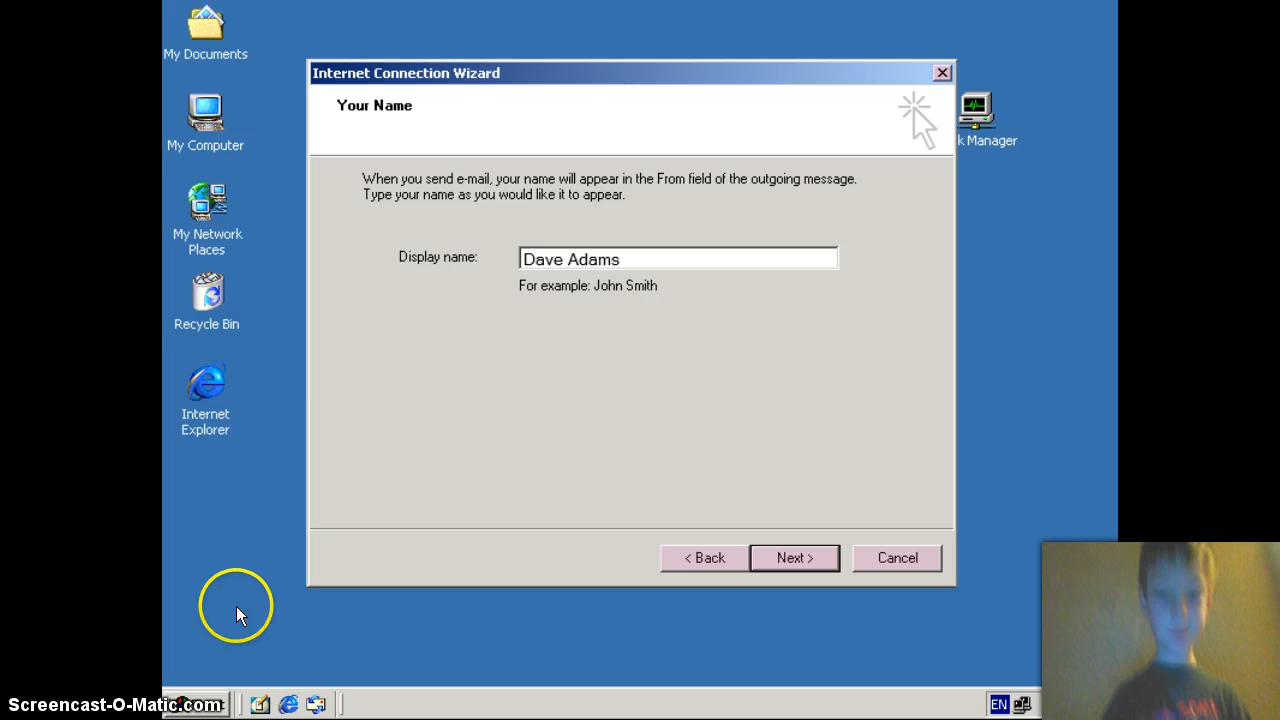 My Documents
Internet Connection Wizard
Your Name
My Computer
k Manager
When you send e-mail, your name will appear in the From field of the outgoing message.
Type your name as you would like it to appear.
My Network
Places
Display name:
Dave Adams
For example: John Smith
Recycle Bin
Internet
Explorer
< Back
Next >
Cancel
SOME
Screencast-O-Matic.com
EN